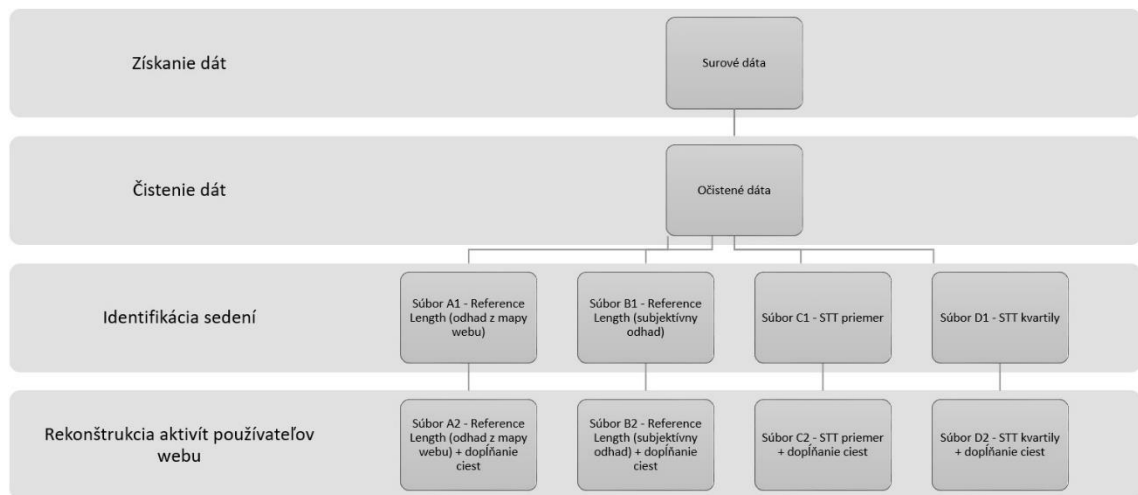 Získanie dát
Surové dáta
Čistenie dát
Očistené dáta
Identifikácia sedení
Súbor A1 - Reference
Length (odhad z mapy
webu)
Súbor B1 - Reference
Length (subjektívny
odhad)
Súbor C1 - STT priemer
Súbor D1 - STT kvartily
Rekonštrukcia aktivít používateľov
webu
Súbor A2 - Reference
Length (odhad z mapy
webu) + dopĺňanie ciest
Súbor B2 - Reference
Length (subjektívny
odhad) + dopĺňanie ciest
Súbor C2 - STT priemer
+ dopĺňanie ciest
Súbor D2 - STT kvartily
+ dopĺňanie ciest